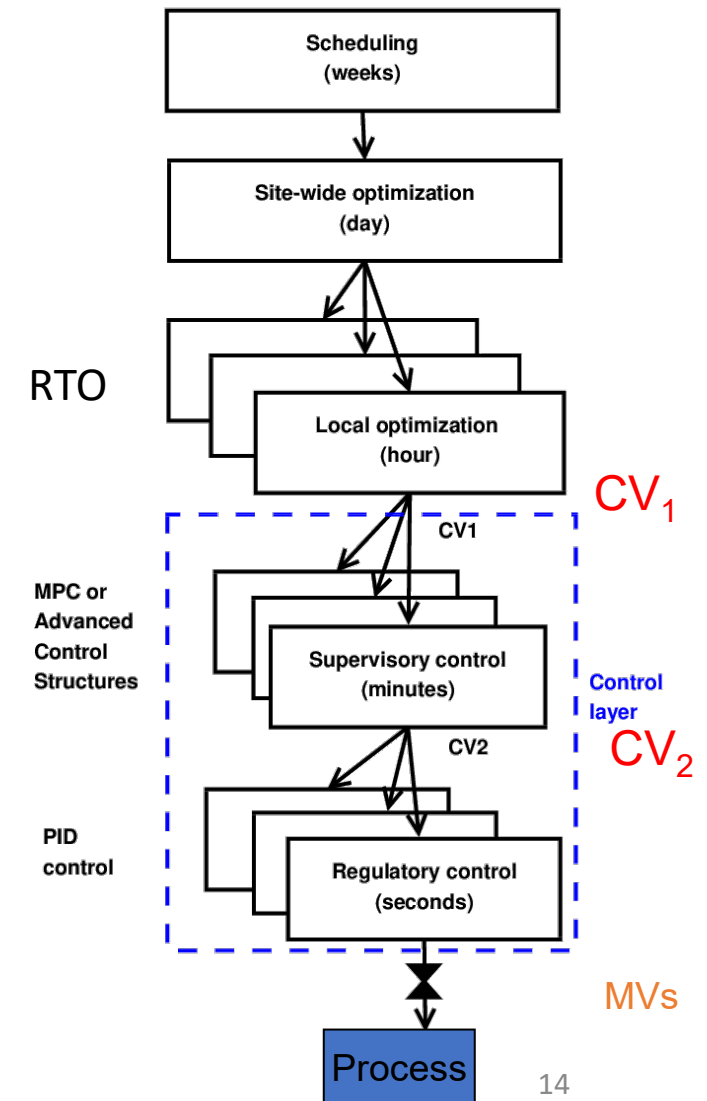 Scheduling
(weeks)
Site-wide optimization
(day)
RTO
Local optimization
(hour)
CV1
CV1
MPC or
Advanced
Control
Structures
Supervisory control
(minutes)
Control
layer
CV2
CV2
PID
control
Regulatory control
(seconds)
MVs
Process
14